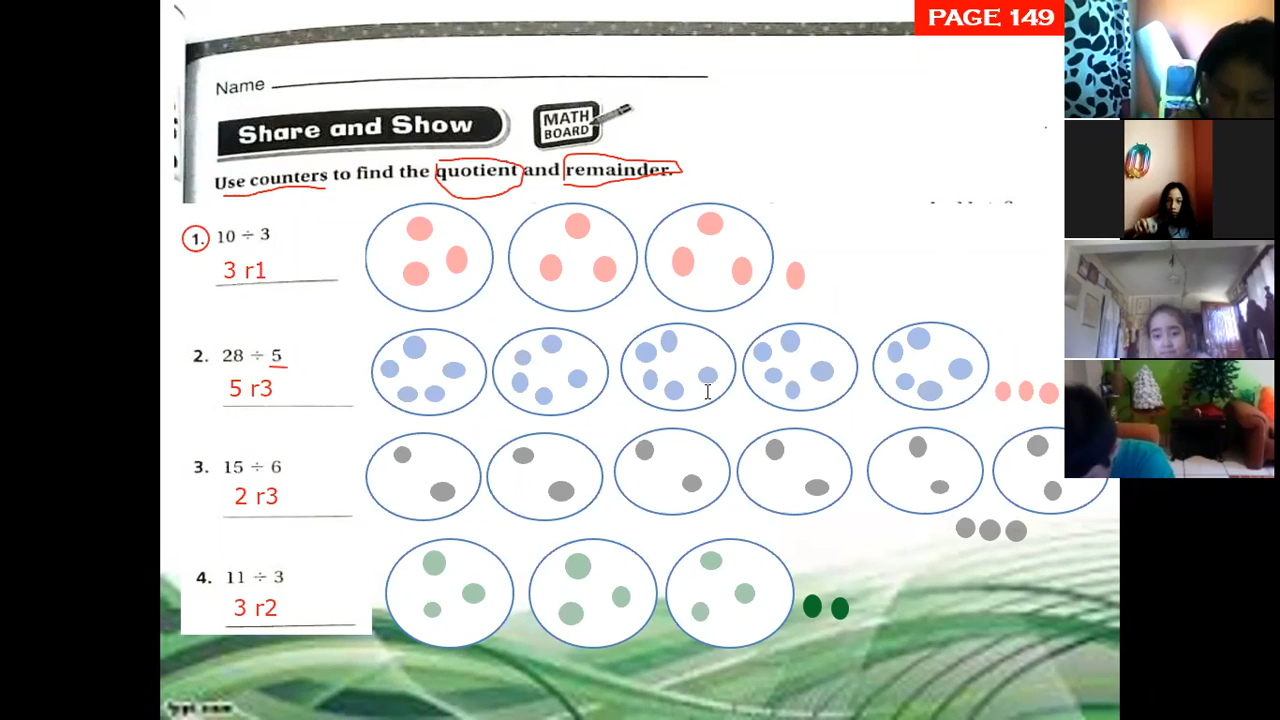 PAGE 149
Name
Share and Show
MATH
BOARD
Use counters to find the quotient and remainder.
1. 10 ÷ 3
3 r1
2. 28 ÷ 5
5 r3
3. 15 ÷ 6
2 r3
4. 11 ÷ 3
3 r2